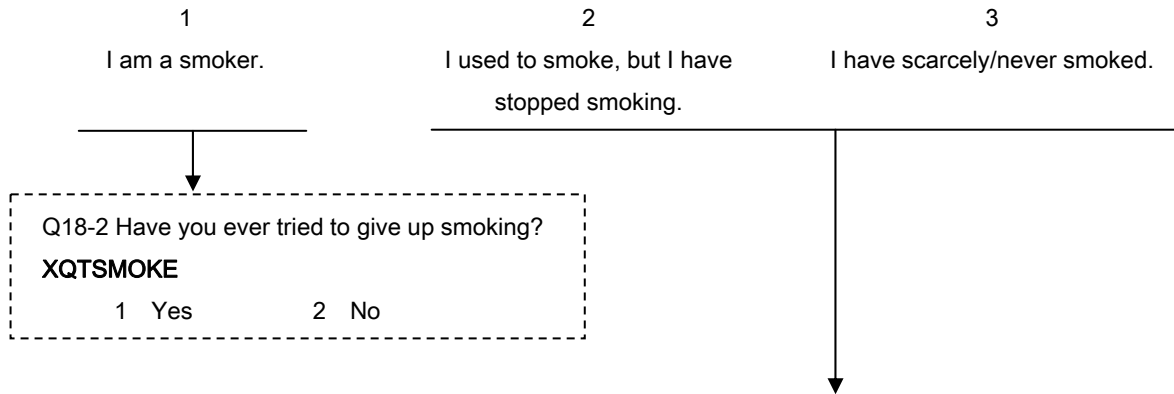 1 2 3
I am a smoker. I used to smoke, but I have I have scarcely/never smoked.
stopped smoking.
Q18-2 Have you ever tried to give up smoking?
XQTSMOKE
1 Yes 2 No